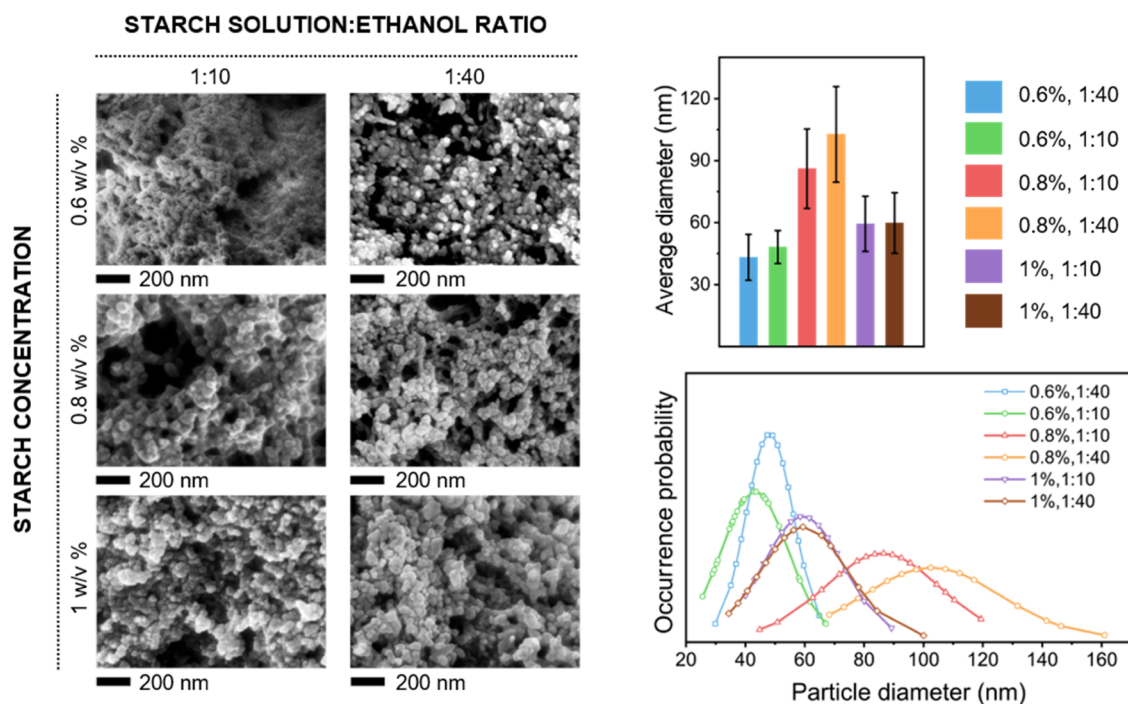 STARCH SOLUTION:ETHANOL RATIO
1:10
1:40
STARCH CONCENTRATION
0.6 w/v %
200 nm
200 nm
0.8 w/v %
200 nm
200 nm
1 w/v %
200 nm
200 nm
Average diameter (nm)
120
90
60
30
0.6%, 1:40
0.6%, 1:10
0.8%, 1:10
0.8%, 1:40
1%, 1:10
1%, 1:40
Occurrence probability
0.6%,1:40
0.6%,1:10
0.8%,1:10
0.8%,1:40
1%,1:10
1%,1:40
20 40 60 80 100 120 140 160
Particle diameter (nm)